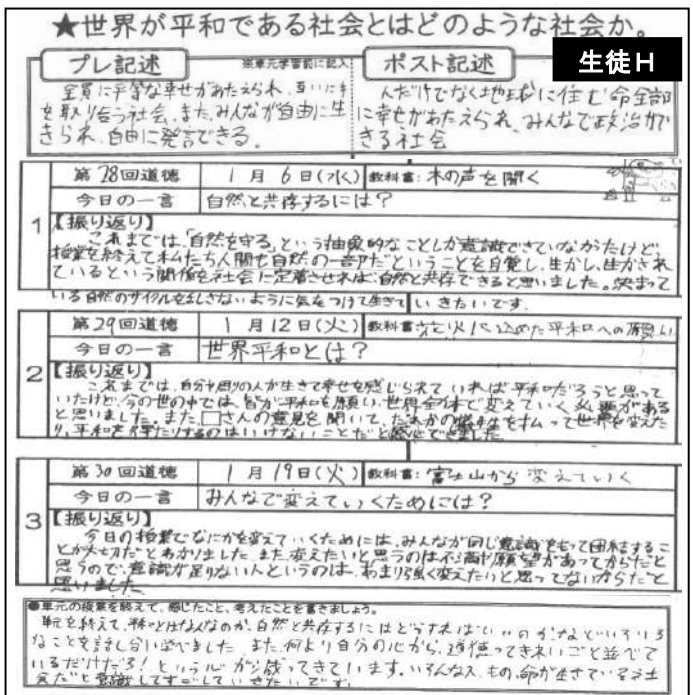 ★世界が平和である社会とはどのような社会か。
プレ記述 ※単元学習前に記入
ポスト記述
生徒H
全員に平等な幸せがあたえられ、互いに手
を取り合う社会、また、みんなが自由に生
きられ、自由に発言できる。
人だけでなく地球に住む命全部
に幸せがあたえられ、みんなで政治がで
きる社会
第28回道徳 1月6日(水) 教科書:木の声を聞く
今日の一言 自然と共存するには?
1 【振り返り】
これまでは、「自然を守る」という抽象的なことしか意識できていなかったけど、
授業を終えて私たち人間も自然の一部だということを自覚し、生かし、生かされ
ているという関係を社会に定着させれば、自然と共存できると思いました。決まって
いる自然のサイクルを乱さないように気をつけて生きていきたいです。
第29回道徳 1月12日(火) 教科書:花火に込めた平和への願い
今日の一言 世界平和とは?
2 【振り返り】
これまでは、自分や周りの人が生きて幸せを感じられていれば平和だろうと思って
いたけど、今の世の中では、皆が平和を願い、世界全体で変えていく必要がある
と思いました。また、□さんの意見を聞いて、だれかの犠牲を払って世界を変えた
り、平和を得たりするのはいけないことだと
第30回道徳 1月19日(火) 教科書:富士山から変えていく
今日の一言 みんなで変えていくためには?
3 【振り返り】
今日の授業でなにかを変えていくためには、みんなが同じ意識をもって団結するこ
とが大切だとわかりました。また、変えたいと思うのは不満や願望があってからだと
思うので、意識が足りない人というのは、あまり強く変えたいと思ってないからだと
思いました。
●単元の授業を終えて、感じたこと、考えたことを書きましょう。
単元を終えて、平和とはなんなのか、自然と共存するにはどうすればいいのかなどいろいろ
なことを話し合い学べました。また、何より自分の心から、道徳ってきれいごと並べて
いるだけだろ!という心が減ってきています。いろんな人、もの、命が生きている社
会だと意識してすごしていきたいです。